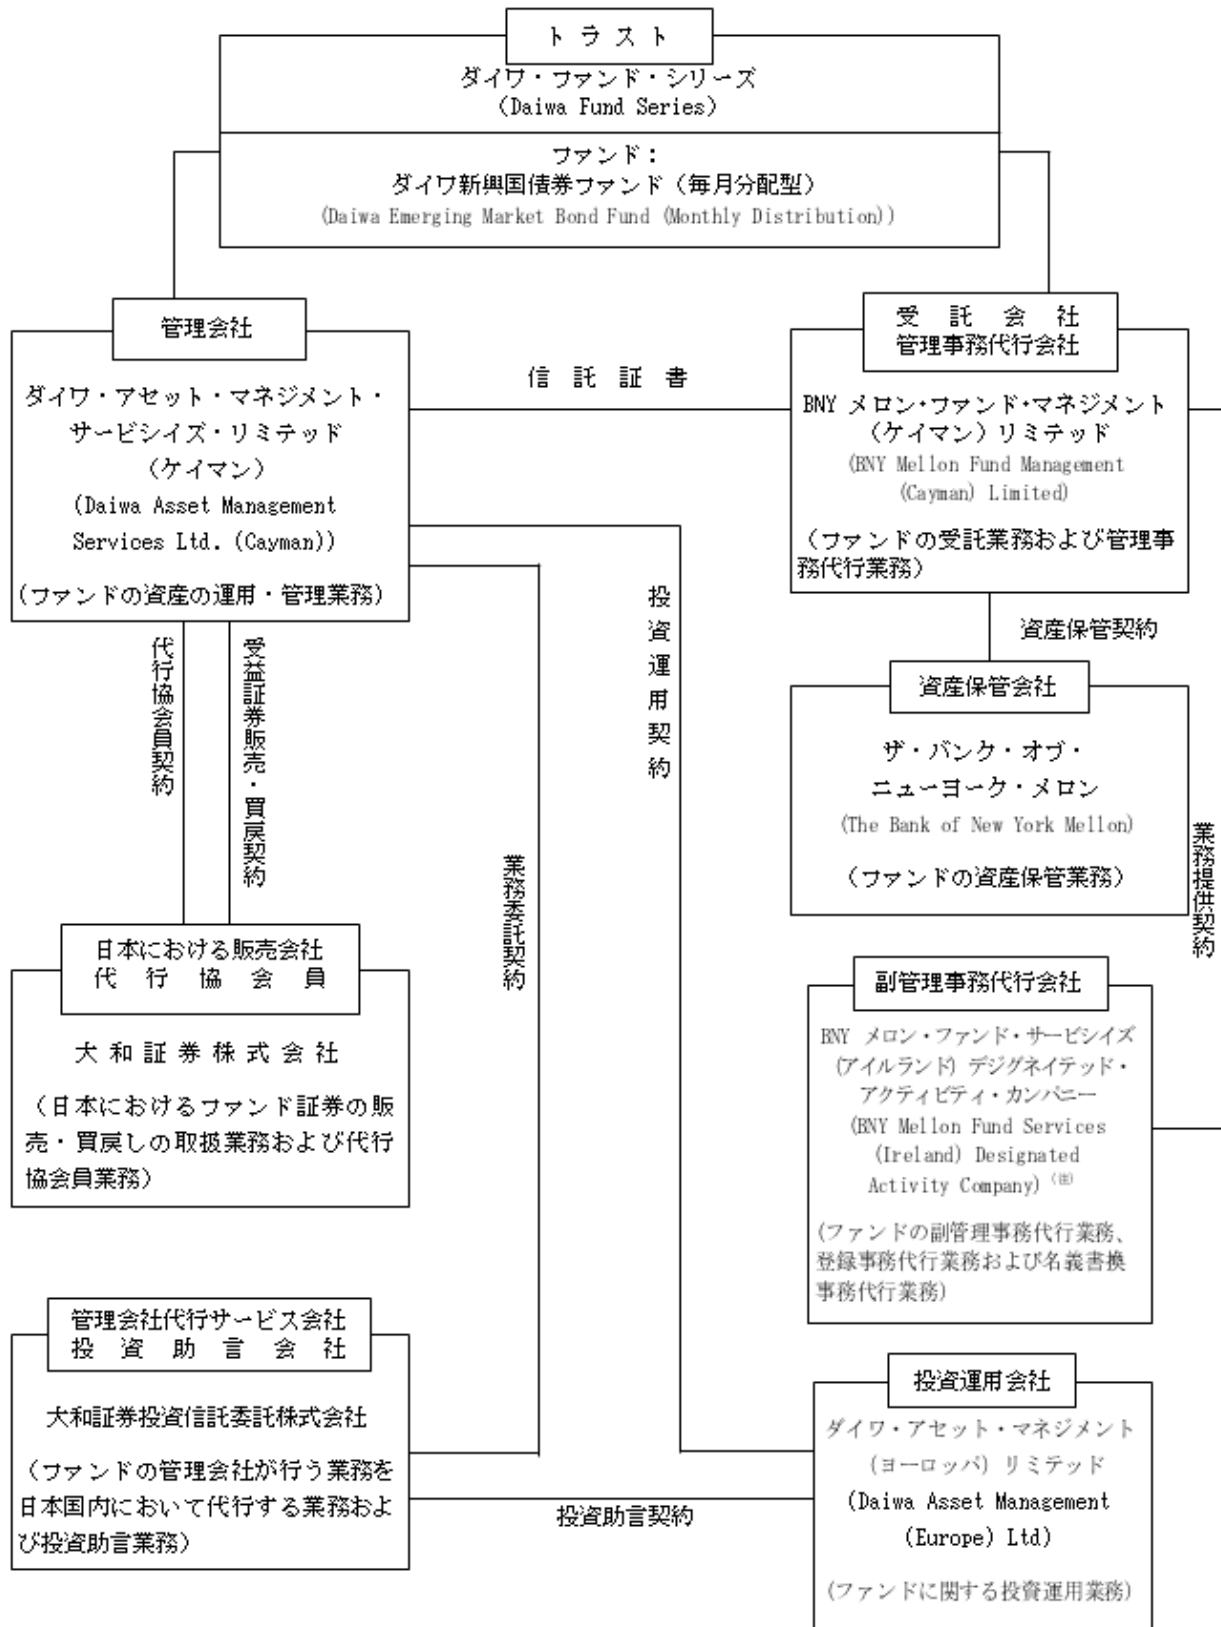 トラスト
ダイワ・ファンド・シリーズ
(Daiwa Fund Series)
ファンド：
ダイワ新興国債券ファンド（毎月分配型）
(Daiwa Emerging Market Bond Fund (Monthly Distribution))
管理会社
ダイワ・アセット・マネジメント・
サービシイズ・リミテッド
（ケイマン）
(Daiwa Asset Management
Services Ltd. (Cayman))
(ファンドの資産の運用・管理業務)
信託証書
受託会社
管理事務代行会社
BNY メロン・ファンド・マネジメント
（ケイマン）リミテッド
(BNY Mellon Fund Management
(Cayman) Limited)
（ファンドの受託業務および管理事
務代行業務）
代行協会員契約
受益証券販売・買戻契約
業務委託契約
投資運用契約
資産保管契約
資産保管会社
ザ・バンク・オブ・
ニューヨーク・メロン
(The Bank of New York Mellon)
（ファンドの資産保管業務）
業務提供契約
日本における販売会社
代行協会員
大和証券株式会社
（日本におけるファンド証券の販
売・買戻しの取扱業務および代行
協会員業務）
副管理事務代行会社
BNY メロン・ファンド・サービシイズ
(アイルランド) デジグネイテッド・
アクティビティ・カンパニー
(BNY Mellon Fund Services
(Ireland) Designated
Activity Company) (注)
(ファンドの副管理事務代行業務、
登録事務代行業務および名義書換
事務代行業務)
管理会社代行サービス会社
投資助言会社
大和証券投資信託委託株式会社
（ファンドの管理会社が行う業務を
日本国内において代行する業務およ
び投資助言業務）
投資助言契約
投資運用会社
ダイワ・アセット・マネジメント
(ヨーロッパ) リミテッド
(Daiwa Asset Management
(Europe) Ltd)
(ファンドに関する投資運用業務)